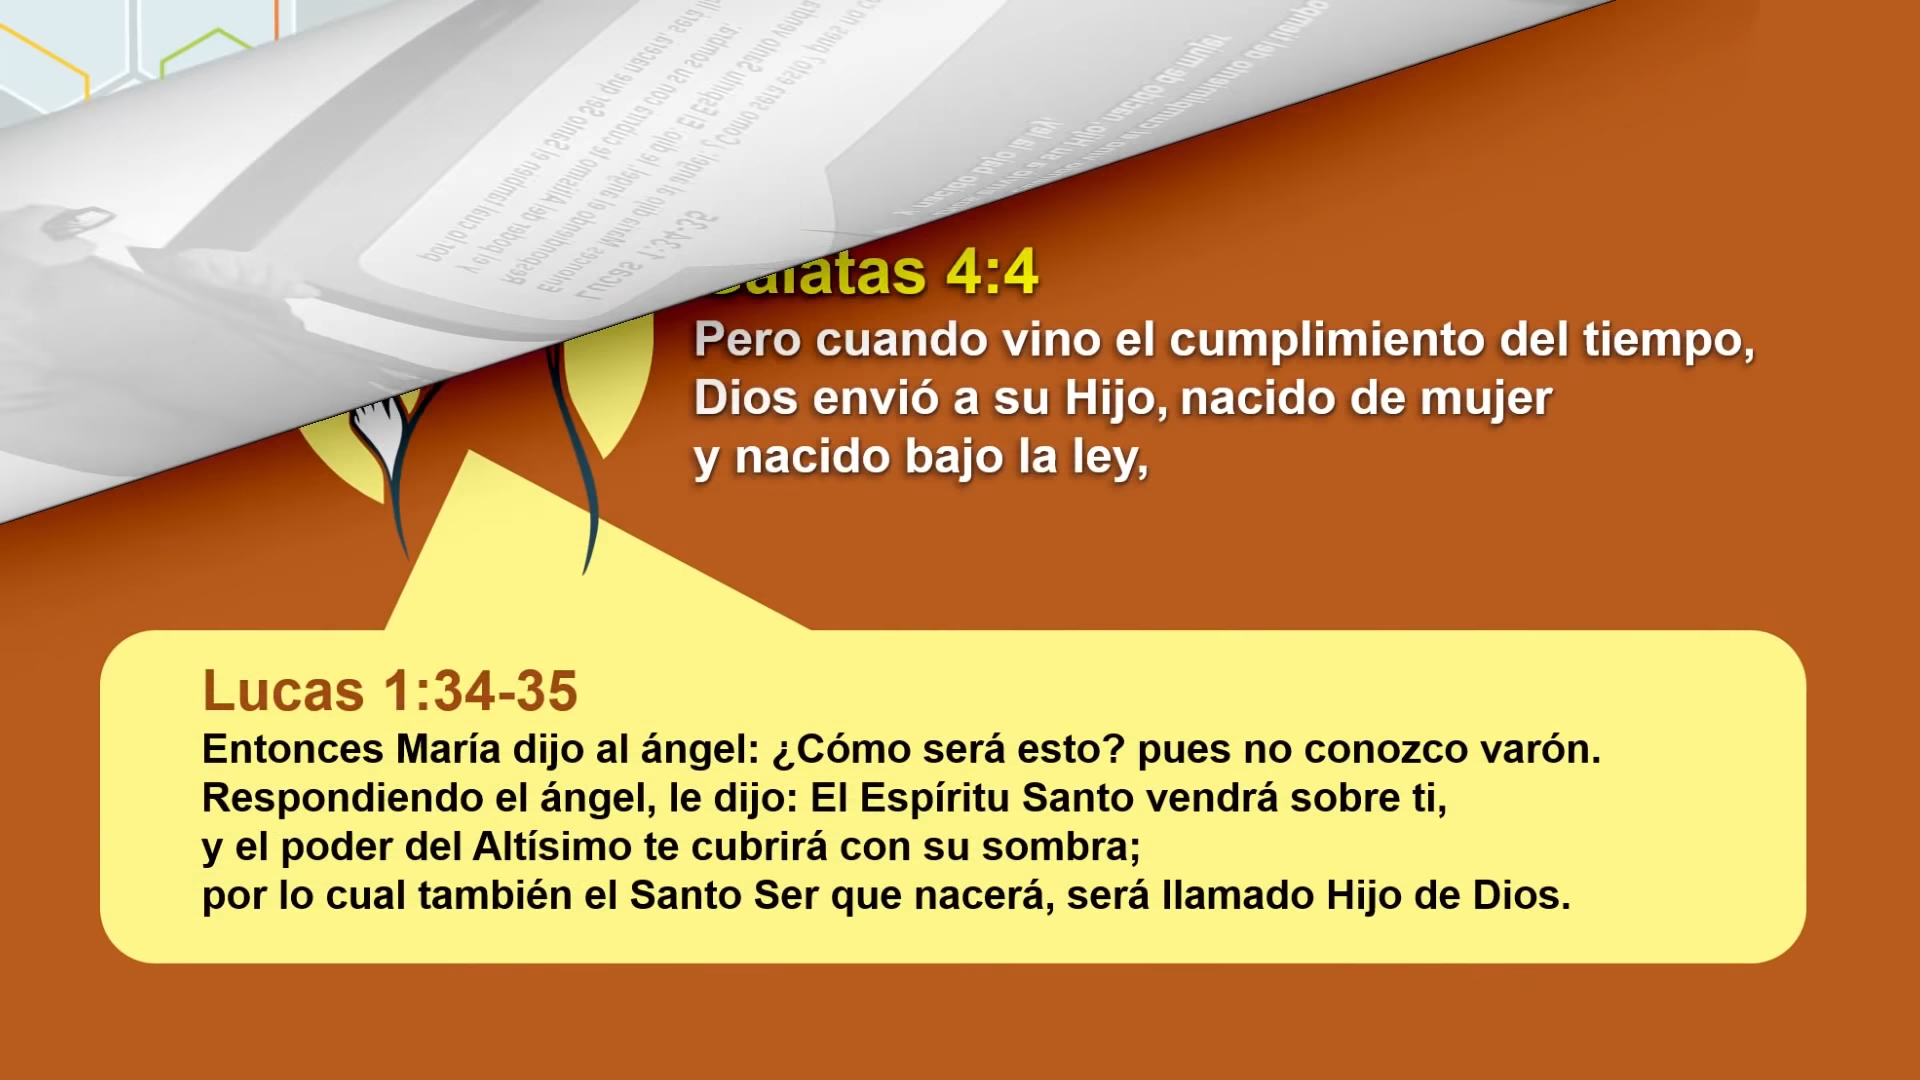 4:4
Pero cuando vino el cumplimiento del tiempo,
Dios envió a su Hijo, nacido de mujer
y nacido bajo la ley,
Lucas 1:34-35
Entonces María dijo al ángel: ¿Cómo será esto? pues no conozco varón.
Respondiendo el ángel, le dijo: El Espíritu Santo vendrá sobre ti,
y el poder del Altísimo te cubrirá con su sombra;
por lo cual también el Santo Ser que nacerá, será llamado Hijo de Dios.